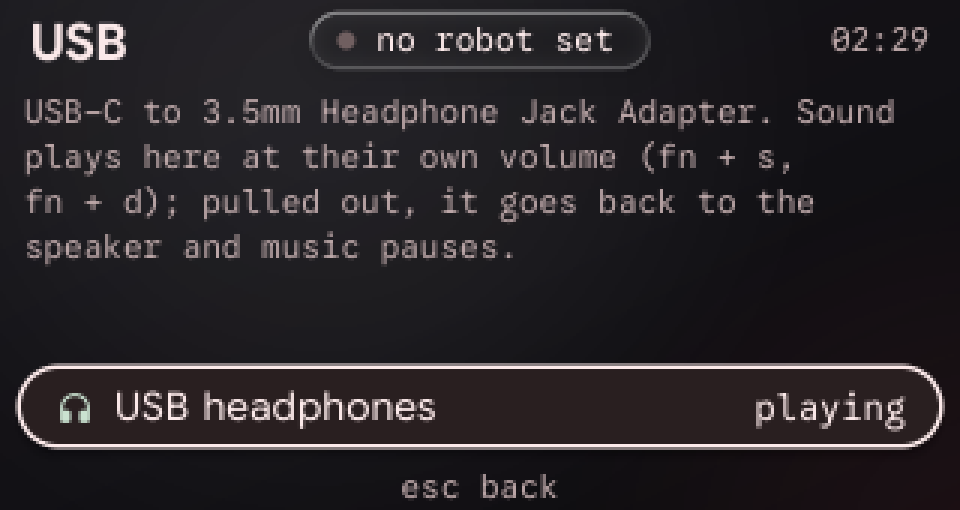 USB
no robot set
02:29
USB-C to 3.5mm Headphone Jack Adapter. Sound
plays here at their own volume (fn + s,
fn + d); pulled out, it goes back to the
speaker and music pauses.
USB headphones
playing
esc back